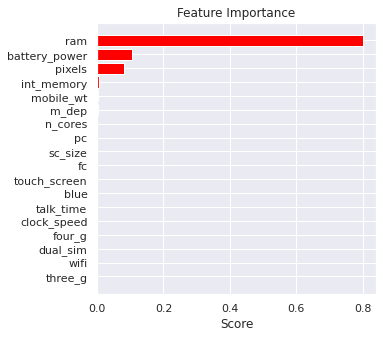 Feature Importance
ram
battery_power
pixels
int_memory
mobile_wt
m_dep
n_cores
pc
sc_size
fc
touch_screen
blue
talk_time
clock_speed
four_g
dual_sim
wifi
three_g
0.0 0.2 0.4 0.6 0.8
Score